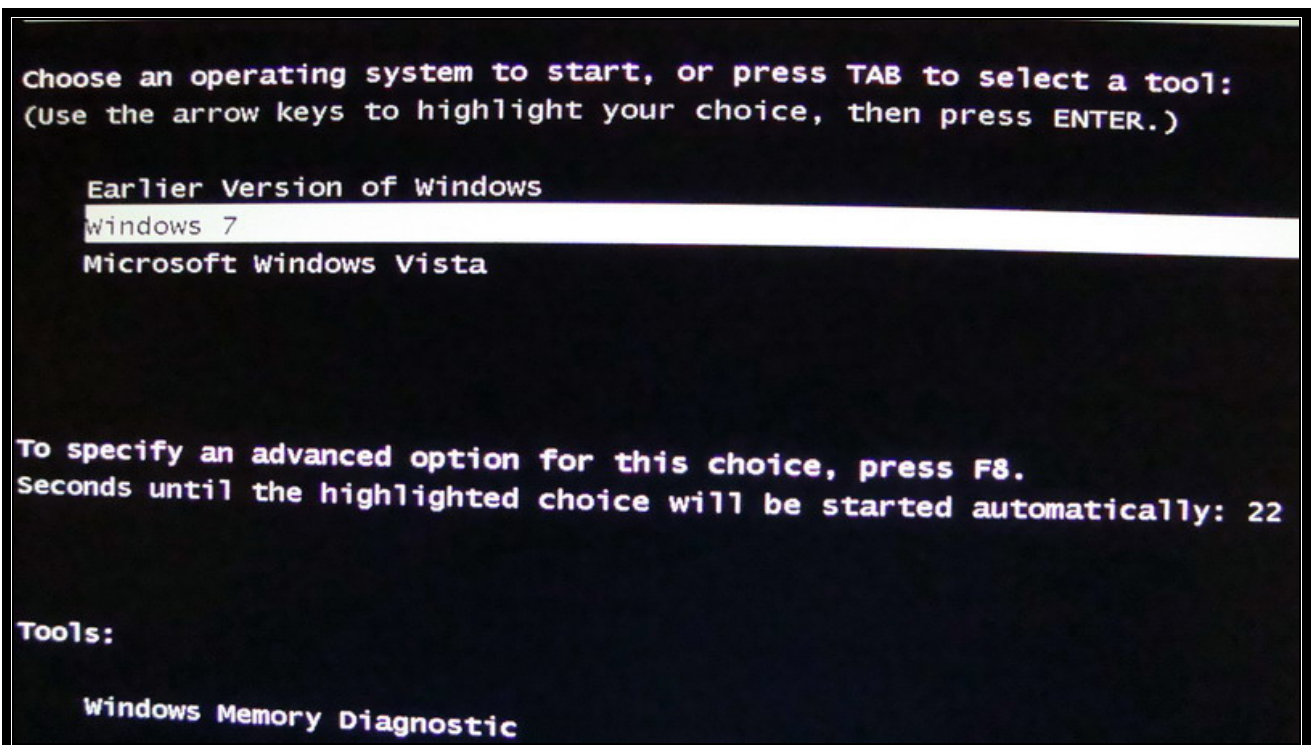 Choose an operating system to start, or press TAB to select a tool:
(Use the arrow keys to highlight your choice, then press ENTER.)
Earlier Version of Windows
Windows 7
Microsoft Windows Vista
To specify an advanced option for this choice, press F8.
Seconds until the highlighted choice will be started automatically: 22
Tools:
Windows Memory Diagnostic